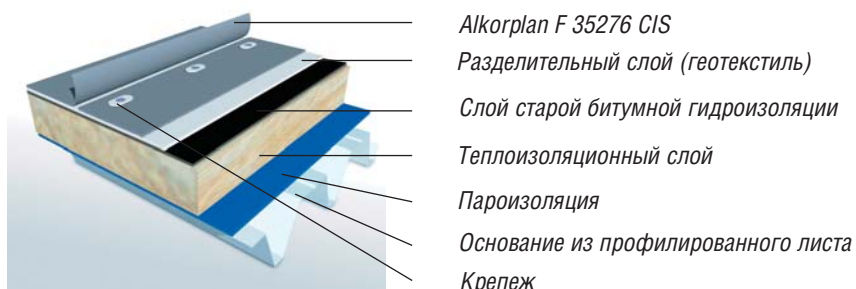 Alkorplan F 35276 CIS
Разделительный слой (геотекстиль)
Слой старой битумной гидроизоляции
Теплоизоляционный слой
Пароизоляция
Основание из профилированного листа
Крепеж